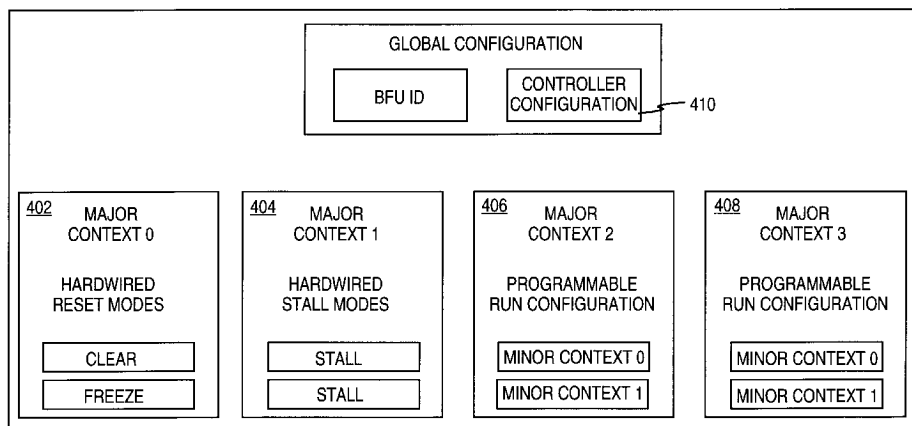 GLOBAL CONFIGURATION
BFU ID
CONTROLLER
CONFIGURATION
410
402
MAJOR
CONTEXT 0
HARDWIRED
RESET MODES
CLEAR
FREEZE
404
MAJOR
CONTEXT 1
HARDWIRED
STALL MODES
STALL
STALL
406
MAJOR
CONTEXT 2
PROGRAMMABLE
RUN CONFIGURATION
MINOR CONTEXT 0
MINOR CONTEXT 1
408
MAJOR
CONTEXT 3
PROGRAMMABLE
RUN CONFIGURATION
MINOR CONTEXT 0
MINOR CONTEXT 1